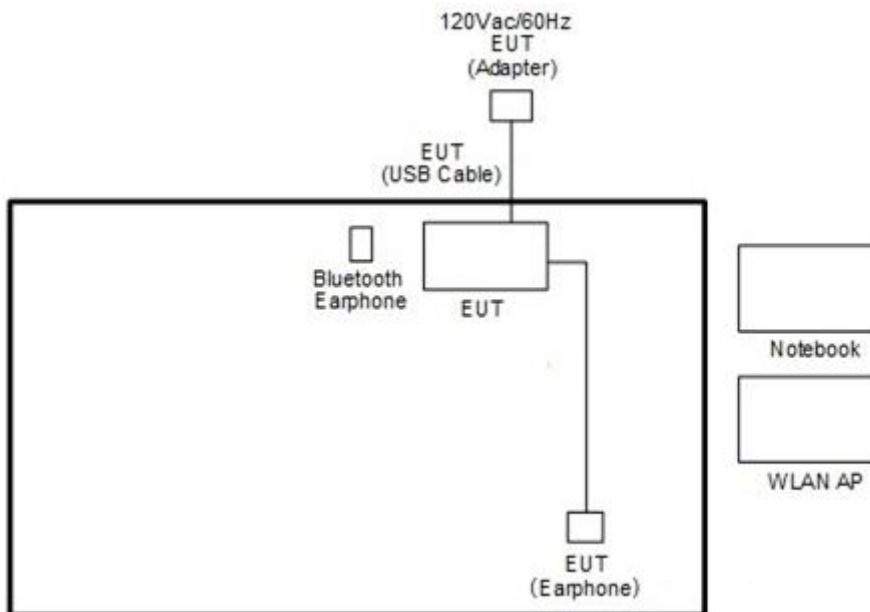 120Vac/60Hz
EUT
(Adapter)
EUT
(USB Cable)
Bluetooth
Earphone
EUT
Notebook
WLAN AP
EUT
(Earphone)